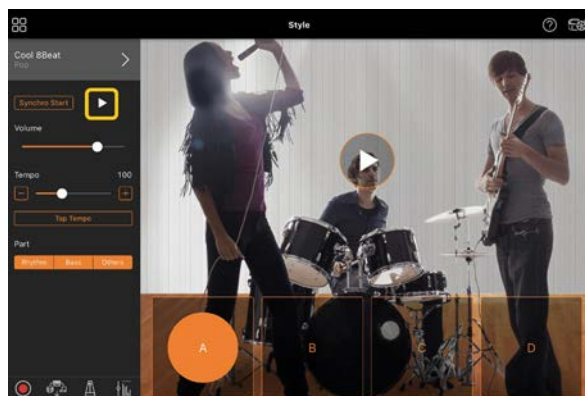 Style
Cool 8Beat
Pop
Synchro Start
Volume
Tempo 100
Tap Tempo
Part
Rhythm Bass Others
A B C D